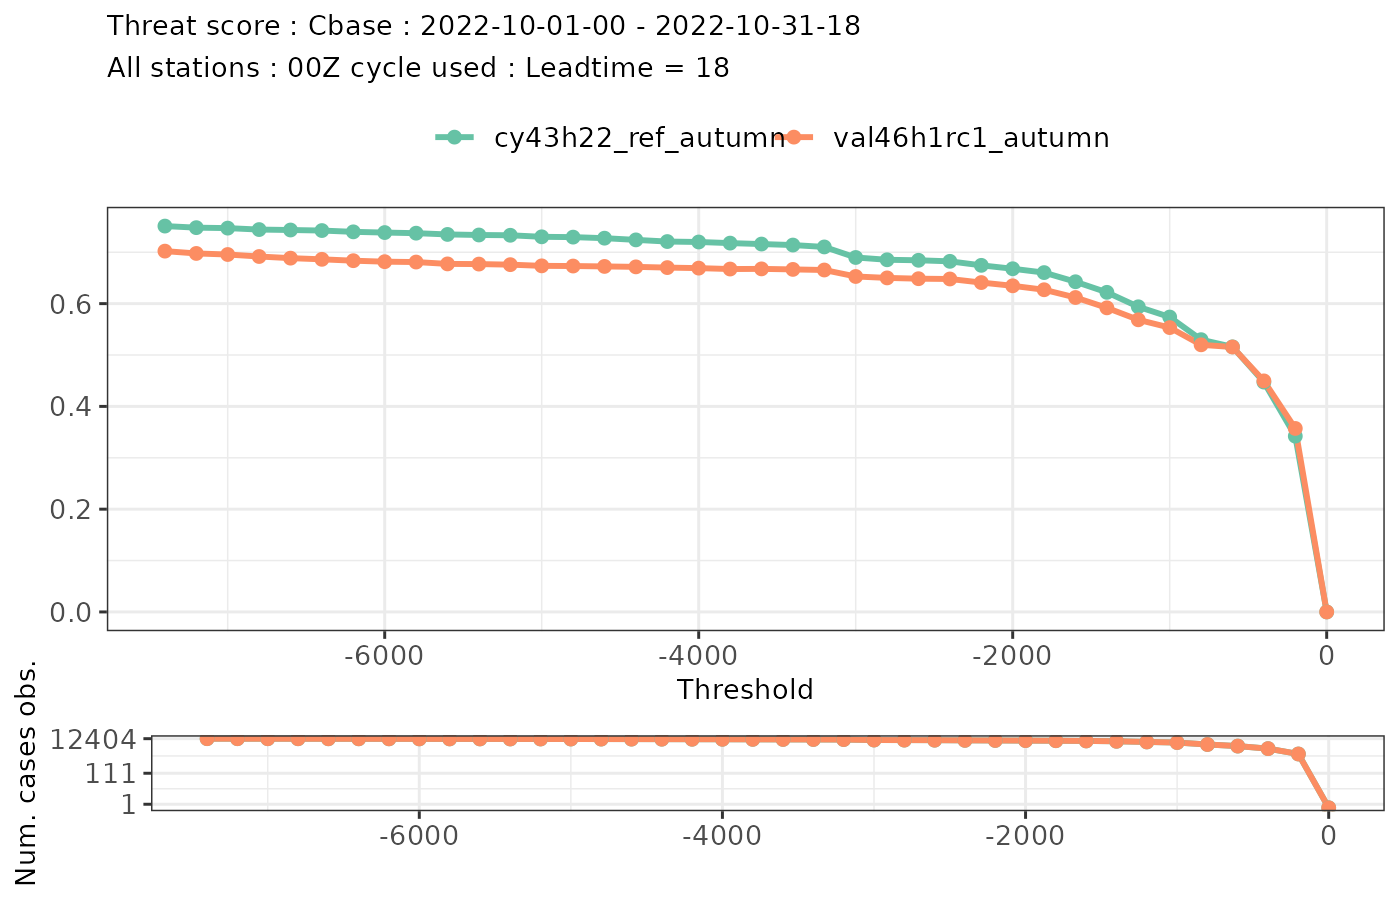 Threat score : Cbase : 2022-10-01-00 - 2022-10-31-18
All stations : 00Z cycle used : Leadtime = 18
cy43h22_ref_autumn val46h1rc1_autumn
0.6
0.4
0.2
0.0
-6000 -4000 -2000 0
Threshold
Num. cases obs.
12404
111
1
-6000 -4000 -2000 0